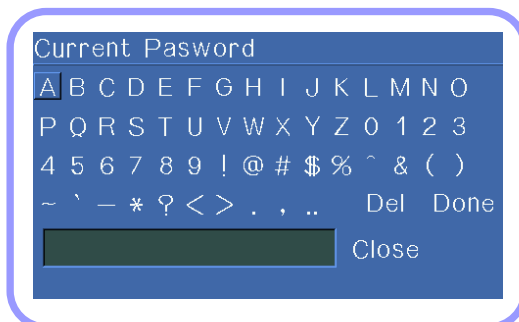 Current Pasword
A B C D E F G H I J K L M N O
P Q R S T U V W X Y Z 0 1 2 3
4 5 6 7 8 9 ! @ # $ % ^ & ( )
~ ` - * ? < > . , .. Del Done
Close